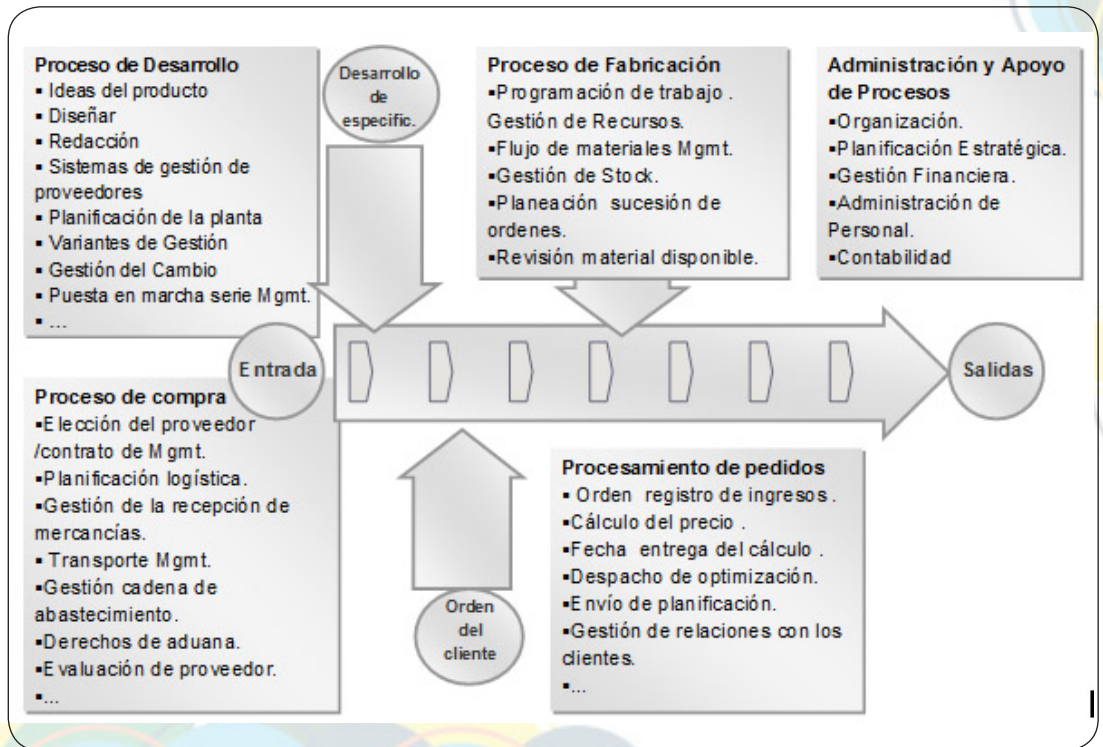 Proceso de Desarrollo
▪ Ideas del producto
▪ Diseñar
▪ Redacción
▪ Sistemas de gestión de
proveedores
▪ Planificación de la planta
▪ Variantes de Gestión
▪ Gestión del Cambio
▪ Puesta en marcha serie Mgmt.
▪ ...
Desarrollo
de
especific.
Proceso de Fabricación
▪Programación de trabajo .
Gestión de Recursos.
▪Flujo de materiales Mgmt.
▪Gestión de Stock.
▪Planeación sucesión de
ordenes.
▪Revisión material disponible.
Administración y Apoyo
de Procesos
▪Organización.
▪Planificación Estratégica.
▪Gestión Financiera.
▪Administración de
Personal.
▪Contabilidad
Entrada
Salidas
Proceso de compra
▪Elección del proveedor
/contrato de Mgmt.
▪Planificación logística.
▪Gestión de la recepción de
mercancías.
▪ Transporte Mgmt.
▪Gestión cadena de
abastecimiento.
▪Derechos de aduana.
▪Evaluación de proveedor.
▪...
Orden
del
cliente
Procesamiento de pedidos
▪ Orden registro de ingresos .
▪Cálculo del precio .
▪Fecha entrega del cálculo .
▪Despacho de optimización.
▪Envío de planificación.
▪Gestión de relaciones con los
clientes.
▪...